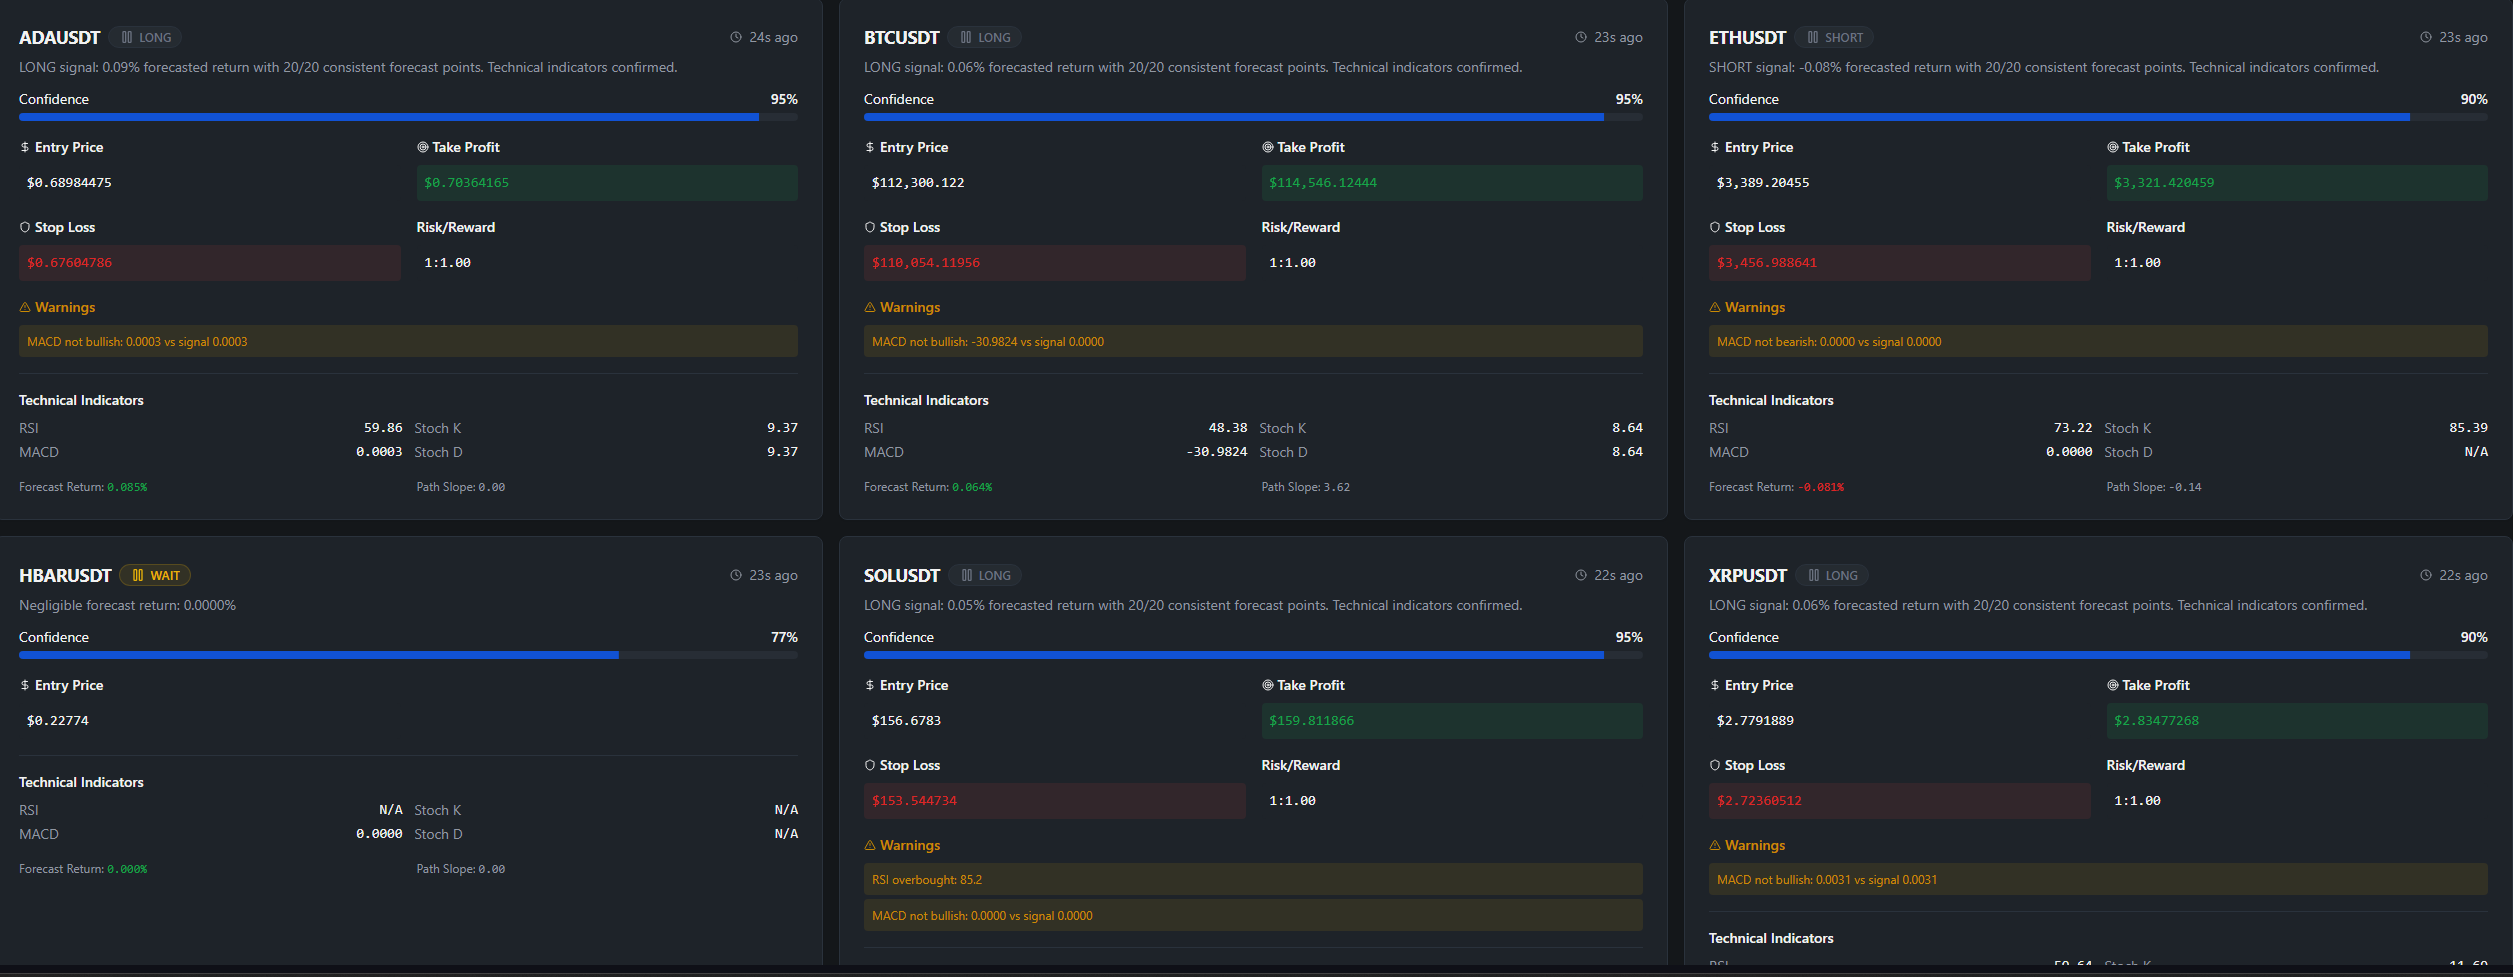 ADAUSDT LONG 24s ago
LONG signal: 0.09% forecasted return with 20/20 consistent forecast points. Technical indicators confirmed.
Confidence 95%
Entry Price Take Profit
$0.68984475 $0.70364165
Stop Loss Risk/Reward
$0.67604786 1:1.00
Warnings
MACD not bullish: 0.0003 vs signal 0.0003
Technical Indicators
RSI 59.86 Stoch K 9.37
MACD 0.0003 Stoch D 9.37
Forecast Return: 0.085% Path Slope: 0.00
BTCUSDT LONG 23s ago
LONG signal: 0.06% forecasted return with 20/20 consistent forecast points. Technical indicators confirmed.
Confidence 95%
Entry Price Take Profit
$112,300.122 $114,546.12444
Stop Loss Risk/Reward
$110,054.11956 1:1.00
Warnings
MACD not bullish: -30.9824 vs signal 0.0000
Technical Indicators
RSI 48.38 Stoch K 8.64
MACD -30.9824 Stoch D 8.64
Forecast Return: 0.064% Path Slope: 3.62
ETHUSDT SHORT 23s ago
SHORT signal: -0.08% forecasted return with 20/20 consistent forecast points. Technical indicators confirmed.
Confidence 90%
Entry Price Take Profit
$3,389.20455 $3,321.420459
Stop Loss Risk/Reward
$3,456.988641 1:1.00
Warnings
MACD not bearish: 0.0000 vs signal 0.0000
Technical Indicators
RSI 73.22 Stoch K 85.39
MACD 0.0000 Stoch D N/A
Forecast Return: -0.081% Path Slope: -0.14
HBARUSDT WAIT 23s ago
Negligible forecast return: 0.0000%
Confidence 77%
Entry Price
$0.22774
Technical Indicators
RSI N/A Stoch K N/A
MACD 0.0000 Stoch D N/A
Forecast Return: 0.000% Path Slope: 0.00
SOLUSDT LONG 22s ago
LONG signal: 0.05% forecasted return with 20/20 consistent forecast points. Technical indicators confirmed.
Confidence 95%
Entry Price Take Profit
$156.6783 $159.811866
Stop Loss Risk/Reward
$153.544734 1:1.00
Warnings
RSI overbought: 85.2
MACD not bullish: 0.0000 vs signal 0.0000
XRPUSDT LONG 22s ago
LONG signal: 0.06% forecasted return with 20/20 consistent forecast points. Technical indicators confirmed.
Confidence 90%
Entry Price Take Profit
$2.7791889 $2.83477268
Stop Loss Risk/Reward
$2.72360512 1:1.00
Warnings
MACD not bullish: 0.0031 vs signal 0.0031
Technical Indicators
RSI Stoch K